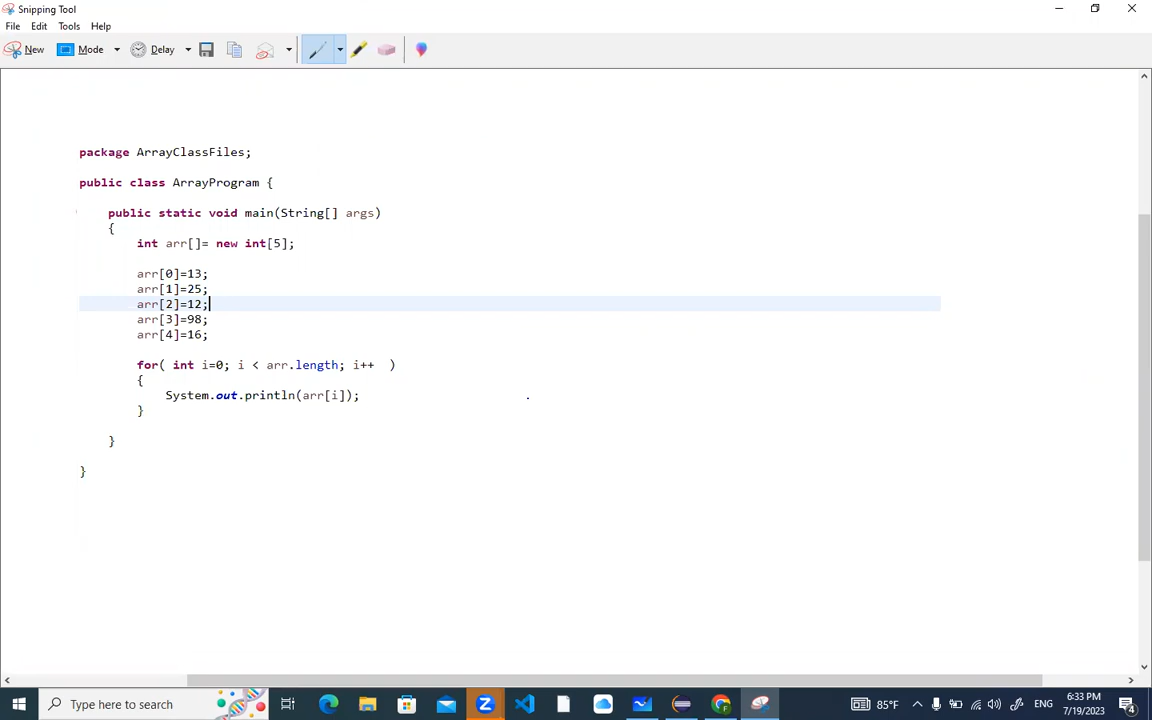 Snipping Tool
File Edit Tools Help
New Mode Delay
package ArrayClassFiles;
public class ArrayProgram {
public static void main(String[] args)
{
int arr[]= new int[5];
arr[0]=13;
arr[1]=25;
arr[2]=12;
arr[3]=98;
arr[4]=16;
for( int i=0; i < arr.length; i++  )
{
System.out.println(arr[i]);
}
}
}
Type here to search
85°F
ENG
6:33 PM
7/19/2023
4